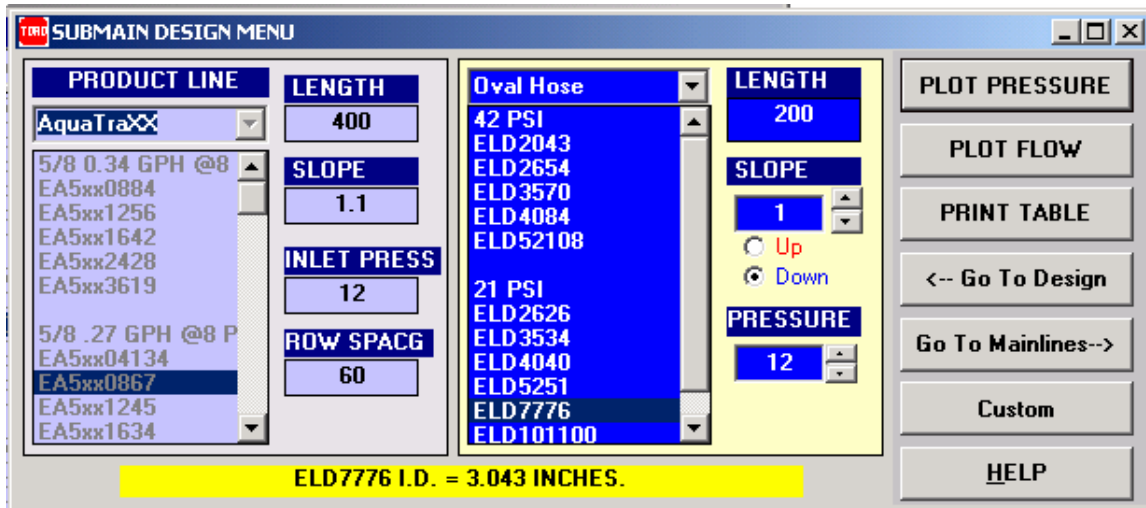 TORO SUBMAIN DESIGN MENU
PRODUCT LINE
AquaTraXX
5/8 0.34 GPH @8
EA5xx0884
EA5xx1256
EA5xx1642
EA5xx2428
EA5xx3619
5/8 .27 GPH @8 P
EA5xx04134
EA5xx0867
EA5xx1245
EA5xx1634
LENGTH
400
SLOPE
1.1
INLET PRESS
12
ROW SPACG
60
Oval Hose
42 PSI
ELD2043
ELD2654
ELD3570
ELD4084
ELD52108
21 PSI
ELD2626
ELD3534
ELD4040
ELD5251
ELD7776
ELD101100
LENGTH
200
SLOPE
1
Up
Down
PRESSURE
12
PLOT PRESSURE
PLOT FLOW
PRINT TABLE
<-- Go To Design
Go To Mainlines-->
Custom
HELP
ELD7776 I.D. = 3.043 INCHES.